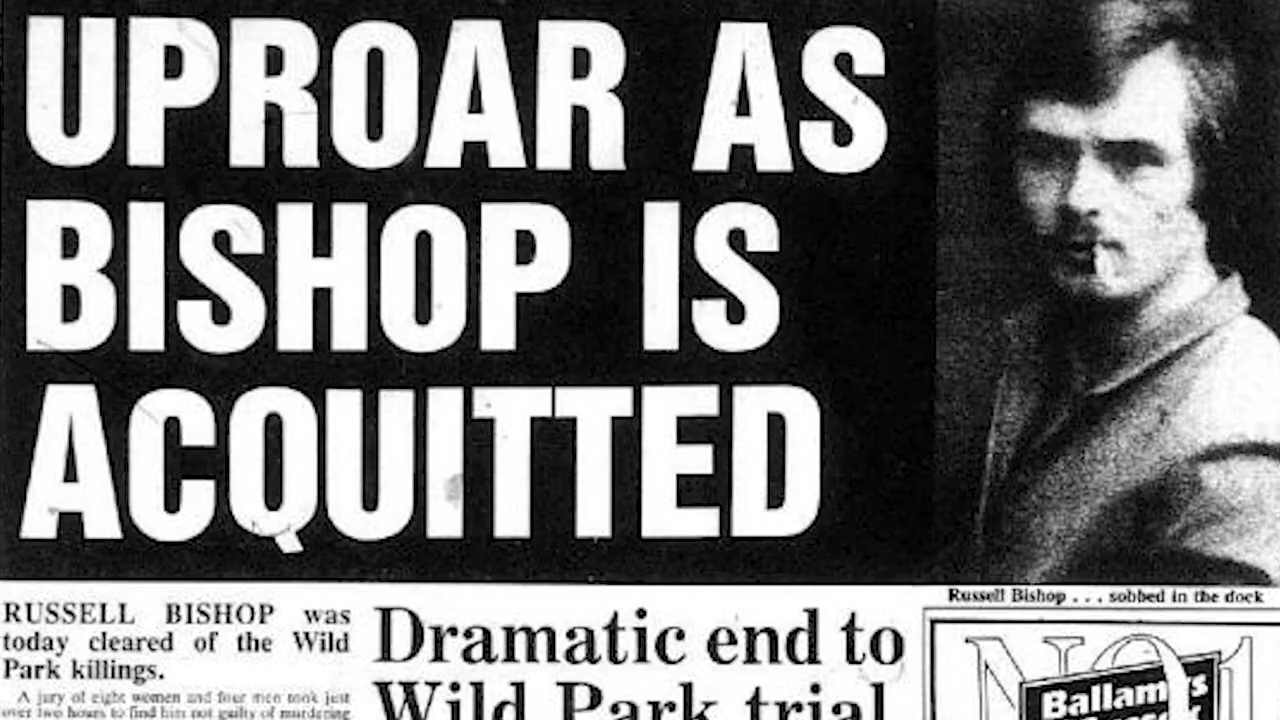 UPROAR AS
BISHOP IS
ACQUITTED
Russell Bishop . . . sobbed in the dock
RUSSELL BISHOP was
today cleared of the Wild
Park killings.
A jury of eight women and four men took just
over two hours to find him not guilty of murdering
Dramatic end to
Wild Park trial
NO 1